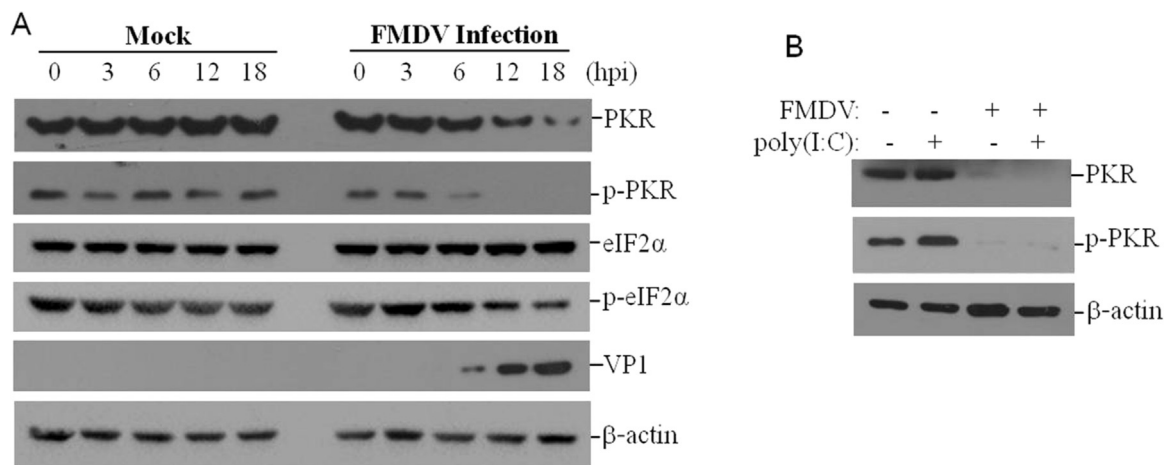 A
Mock FMDV Infection
0 3 6 12 18 0 3 6 12 18 (hpi)
PKR
p-PKR
eIF2α
p-eIF2α
VP1
β-actin
B
FMDV: - - + +
poly(I:C): - + - +
PKR
p-PKR
β-actin